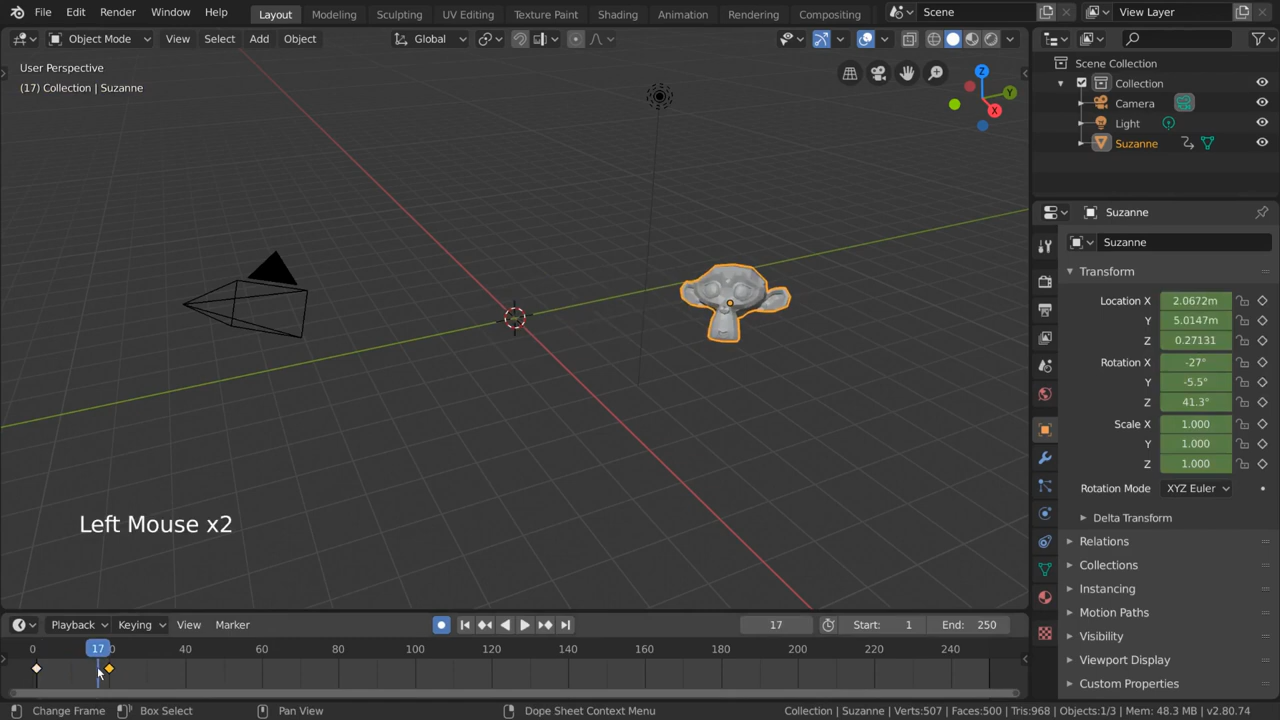 File Edit Render Window Help Layout Modeling Sculpting UV Editing Texture Paint Shading Animation Rendering Compositing Scene View Layer
Object Mode View Select Add Object Global
User Perspective
(17) Collection | Suzanne
Z
Y
X
Left Mouse x2
Scene Collection
Collection
Camera
Light
Suzanne
Suzanne
Suzanne
Transform
Location X 2.0672m
Y 5.0147m
Z 0.27131
Rotation X -27°
Y -5.5°
Z 41.3°
Scale X 1.000
Y 1.000
Z 1.000
Rotation Mode XYZ Euler
Delta Transform
Relations
Collections
Instancing
Motion Paths
Visibility
Viewport Display
Custom Properties
Playback Keying View Marker 17 Start: 1 End: 250
0 17 40 60 80 100 120 140 160 180 200 220 240
Change Frame Box Select Pan View Dope Sheet Context Menu Collection | Suzanne | Verts:507 | Faces:500 | Tris:968 | Objects:1/3 | Mem: 48.3 MB | v2.80.74